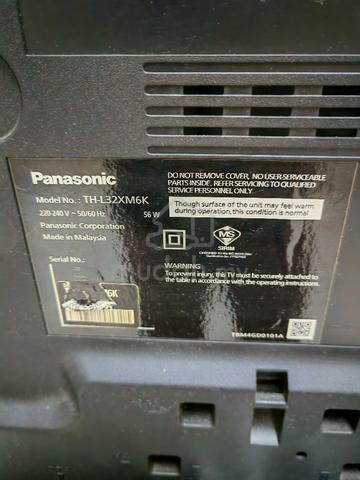 Panasonic
Model No. : TH-L32XM6K
220-240 V ~ 50/60 Hz 56 W
Panasonic Corporation
Made in Malaysia
Serial No.:
DO NOT REMOVE COVER, NO USER-SERVICEABLE
PARTS INSIDE. REFER SERVICING TO QUALIFIED
SERVICE PERSONNEL ONLY.
Though surface of the unit may feel warm
during operation,this condition is normal
MS
SIRIM
WARNING
To prevent injury, this TV must be securely attached to
the table in accordance with the operating instructions.
TBM4GD0101A